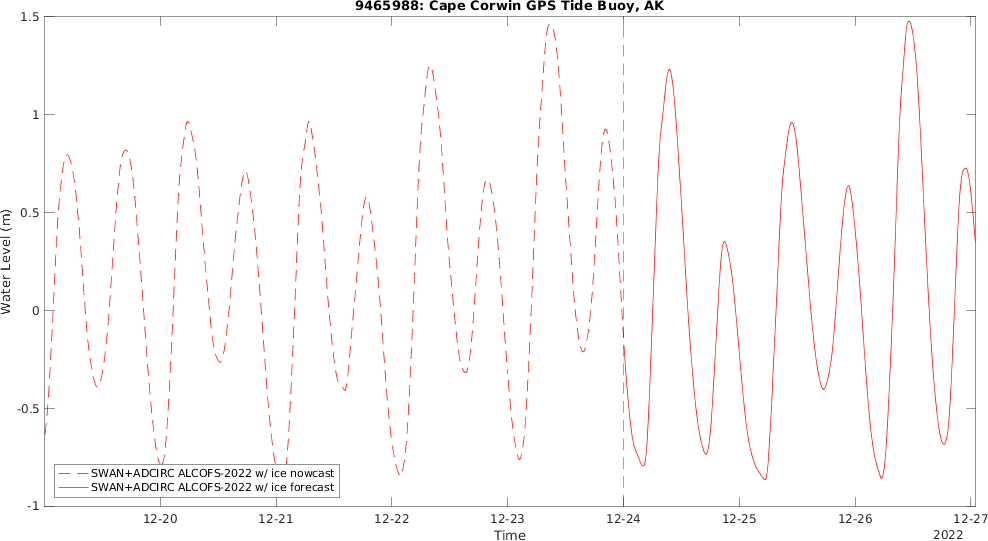 9465988: Cape Corwin GPS Tide Buoy, AK
1.5
1
0.5
0
-0.5
-1
Water Level (m)
SWAN+ADCIRC ALCOFS-2022 w/ ice nowcast
SWAN+ADCIRC ALCOFS-2022 w/ ice forecast
12-20 12-21 12-22 12-23 12-24 12-25 12-26 12-27
Time
2022